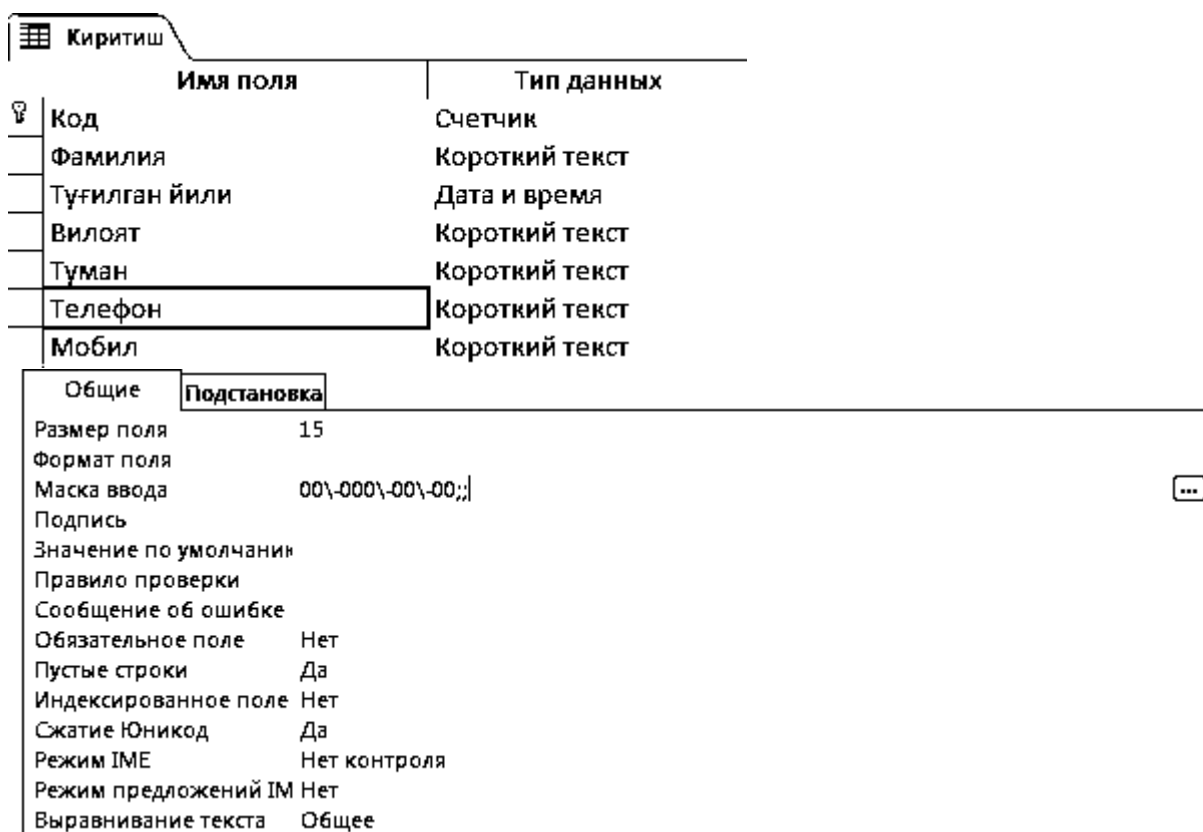 Киритиш
Имя поля Тип данных
Код Счетчик
Фамилия Короткий текст
Туғилган йили Дата и время
Вилоят Короткий текст
Туман Короткий текст
Телефон Короткий текст
Мобил Короткий текст
Общие Подстановка
Размер поля 15
Формат поля
Маска ввода 00\-000\-00\-00;; ...
Подпись
Значение по умолчани
Правило проверки
Сообщение об ошибке
Обязательное поле Нет
Пустые строки Да
Индексированное поле Нет
Сжатие Юникод Да
Режим IME Нет контроля
Режим предложений IM Нет
Выравнивание текста Общее